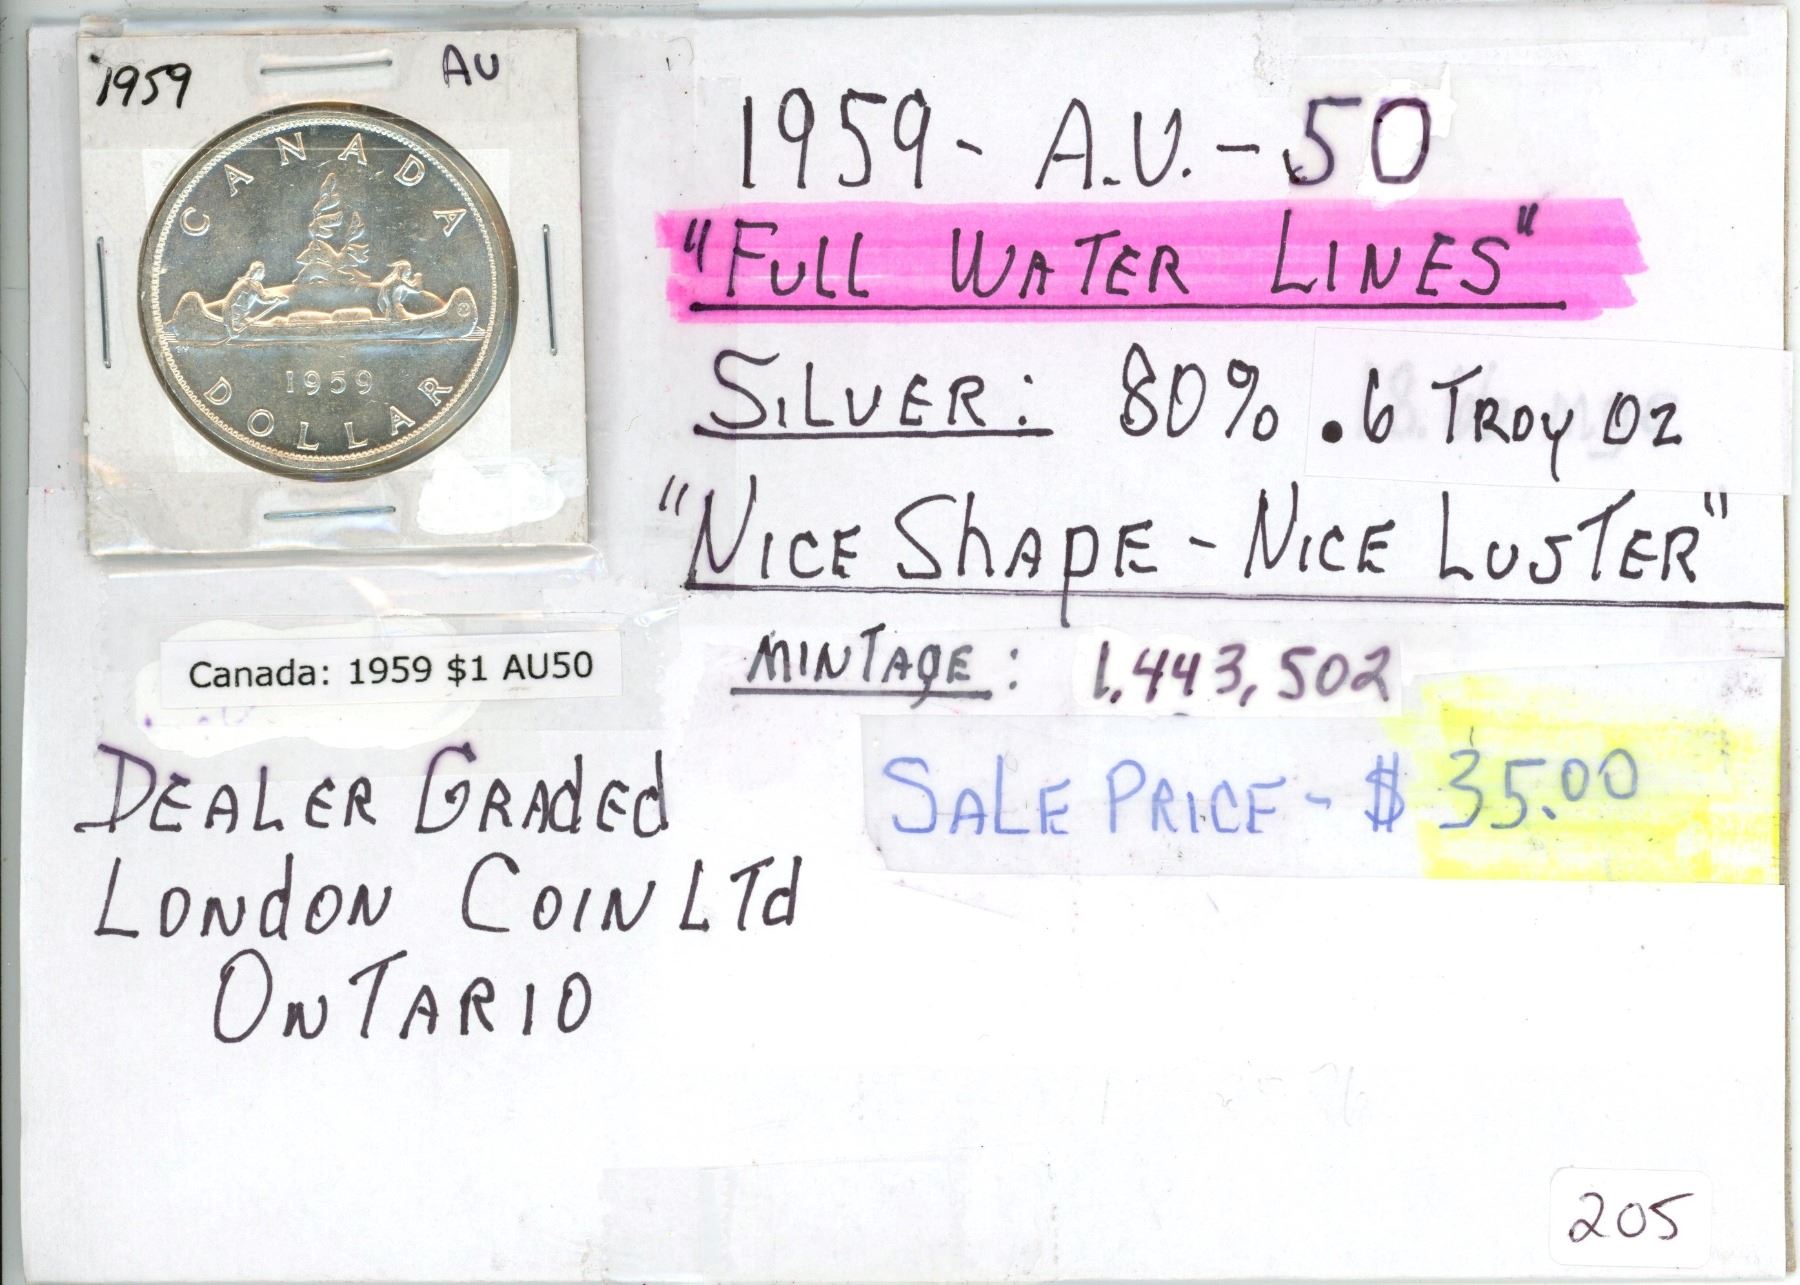 1959 AU
CANADA
1959
DOLLAR
1959- A.U.-50
"FULL WATER LINES"
SILVER: 80% .6 TROY OZ
"NICE SHAPE - NICE LUSTER"
MINTAGE: 1,443,502
SALE PRICE - $ 35.00
Canada: 1959 $1 AU50
DEALER GRADED
LONDON COIN LTd
ONTARIO
205